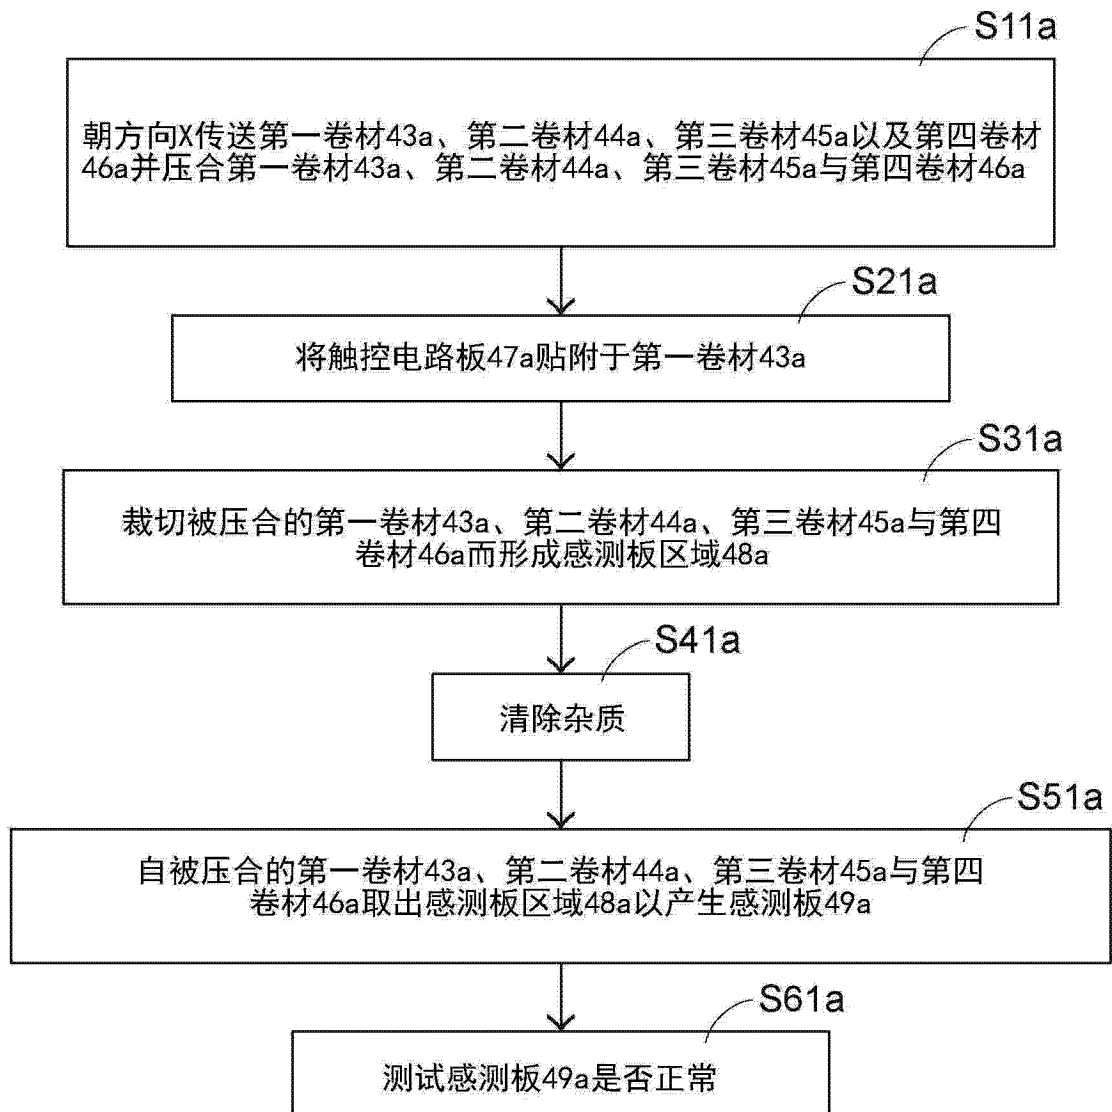 S11a
朝方向X传送第一卷材43a、第二卷材44a、第三卷材45a以及第四卷材
46a并压合第一卷材43a、第二卷材44a、第三卷材45a与第四卷材46a
S21a
将触控电路板47a贴附于第一卷材43a
S31a
裁切被压合的第一卷材43a、第二卷材44a、第三卷材45a与第四
卷材46a而形成感测板区域48a
S41a
清除杂质
S51a
自被压合的第一卷材43a、第二卷材44a、第三卷材45a与第四
卷材46a取出感测板区域48a以产生感测板49a
S61a
测试感测板49a是否正常